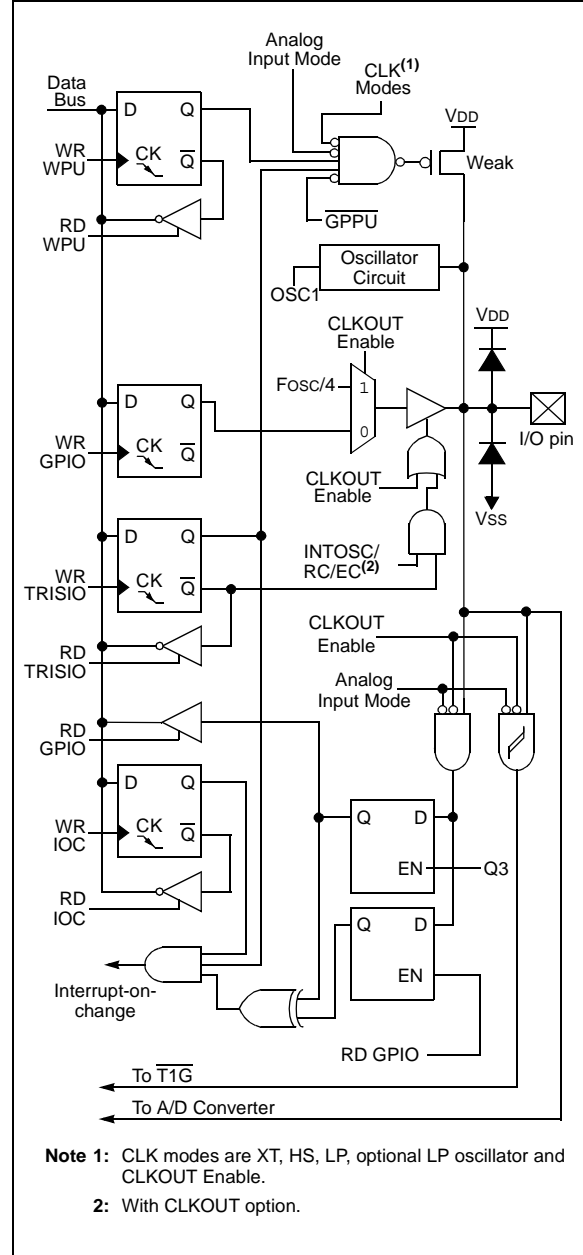 Analog
Input Mode
CLK(1)
Modes
Data
Bus
VDD
D
Q
WR
WPU
CK
Q
Weak
RD
WPU
GPPU
Oscillator
Circuit
OSC1
CLKOUT
Enable
VDD
FOSC/4
1
D
Q
0
I/O pin
WR
GPIO
CK
Q
CLKOUT
Enable
VSS
D
Q
INTOSC/
RC/EC(2)
WR
TRISIO
CK
Q
CLKOUT
Enable
RD
TRISIO
Analog
Input Mode
RD
GPIO
D
Q
Q
D
WR
IOC
CK
Q
EN
Q3
RD
IOC
Q
D
EN
Interrupt-on-
change
RD GPIO
To T1G
To A/D Converter
Note 1: CLK modes are XT, HS, LP, optional LP oscillator and
CLKOUT Enable.
2: With CLKOUT option.